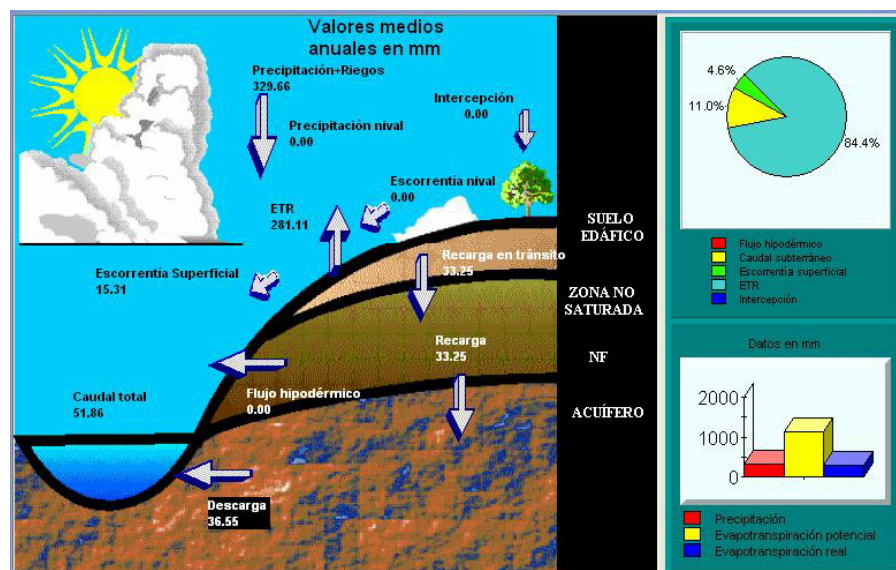 Valores medios
anuales en mm
Precipitación+Riegos
329.66
Intercepción
0.00
Precipitación nival
0.00
Escorrentía nival
0.00
ETR
281.11
Recarga en tránsito
33.25
Escorrentía Superficial
15.31
Recarga
33.25
Caudal total
51.86
Flujo hipodérmico
0.00
Descarga
36.55
SUELO
EDÁFICO
ZONA NO
SATURADA
NF
ACUÍFERO
4.6%
11.0%
84.4%
Flujo hipodérmico
Caudal subterráneo
Escorrentía superficial
ETR
Intercepción
Datos en mm
2000
1000
0
Precipitación
Evapotranspiración potencial
Evapotranspiración real